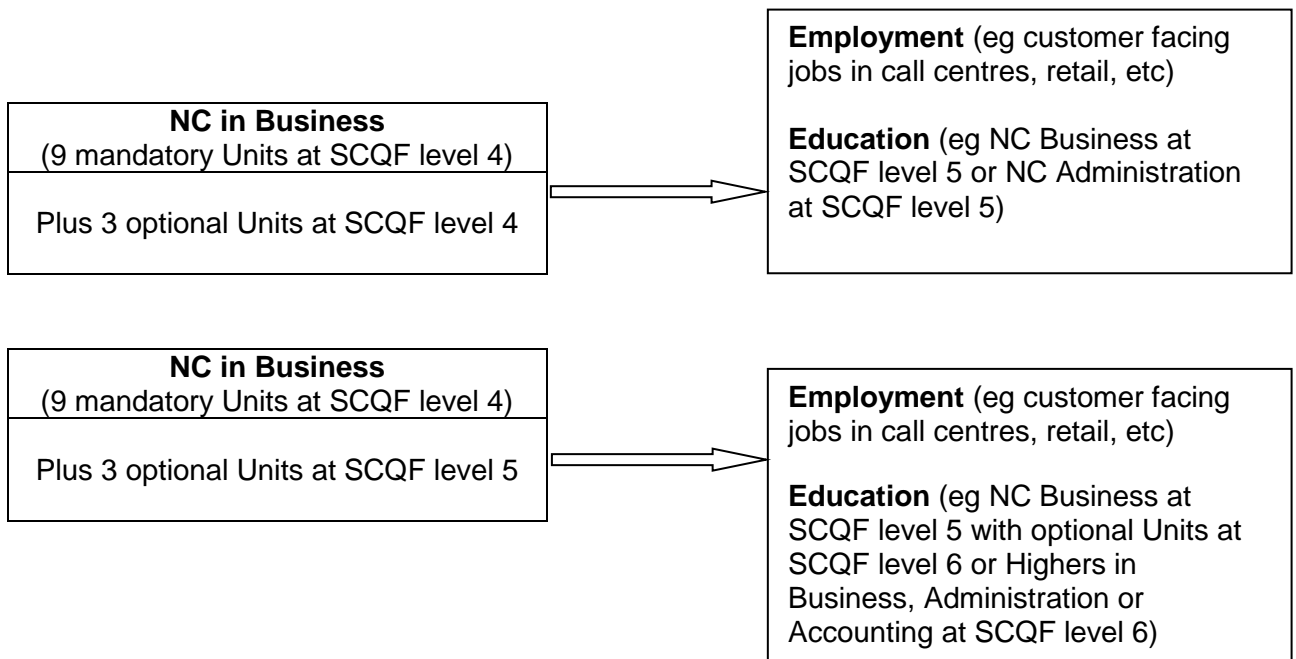 NC in Business
(9 mandatory Units at SCQF level 4)
Plus 3 optional Units at SCQF level 4
Employment (eg customer facing
jobs in call centres, retail, etc)
Education (eg NC Business at
SCQF level 5 or NC Administration
at SCQF level 5)
NC in Business
(9 mandatory Units at SCQF level 4)
Plus 3 optional Units at SCQF level 5
Employment (eg customer facing
jobs in call centres, retail, etc)
Education (eg NC Business at
SCQF level 5 with optional Units at
SCQF level 6 or Highers in
Business, Administration or
Accounting at SCQF level 6)